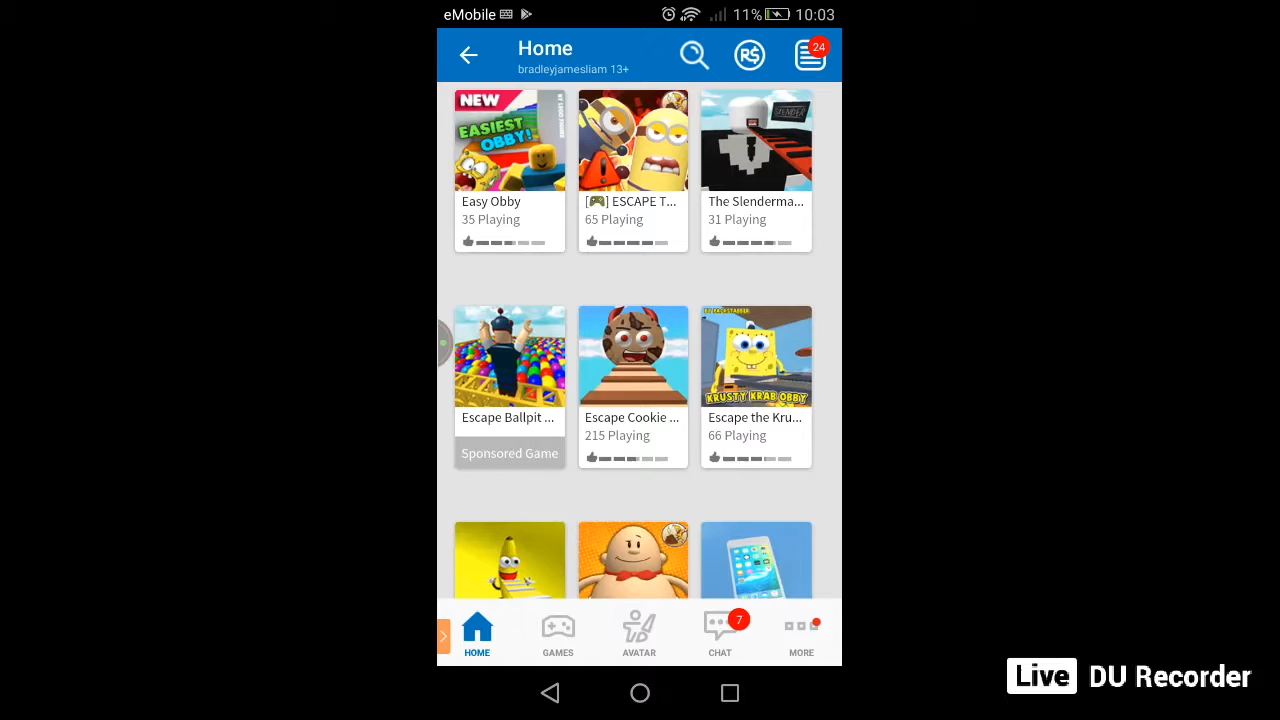 eMobile 11% 10:03
Home
bradleyjamesliam 13+
R$
24
NEW
EASIEST
OBBY!
SLENDER
Easy Obby
[🎮] ESCAPE T...
The Slenderma...
35 Playing
65 Playing
31 Playing
KRUSTY KRAB OBBY
Escape Ballpit ...
Escape Cookie ...
Escape the Kru...
215 Playing
66 Playing
Sponsored Game
7
HOME
GAMES
AVATAR
CHAT
MORE
Live DU Recorder